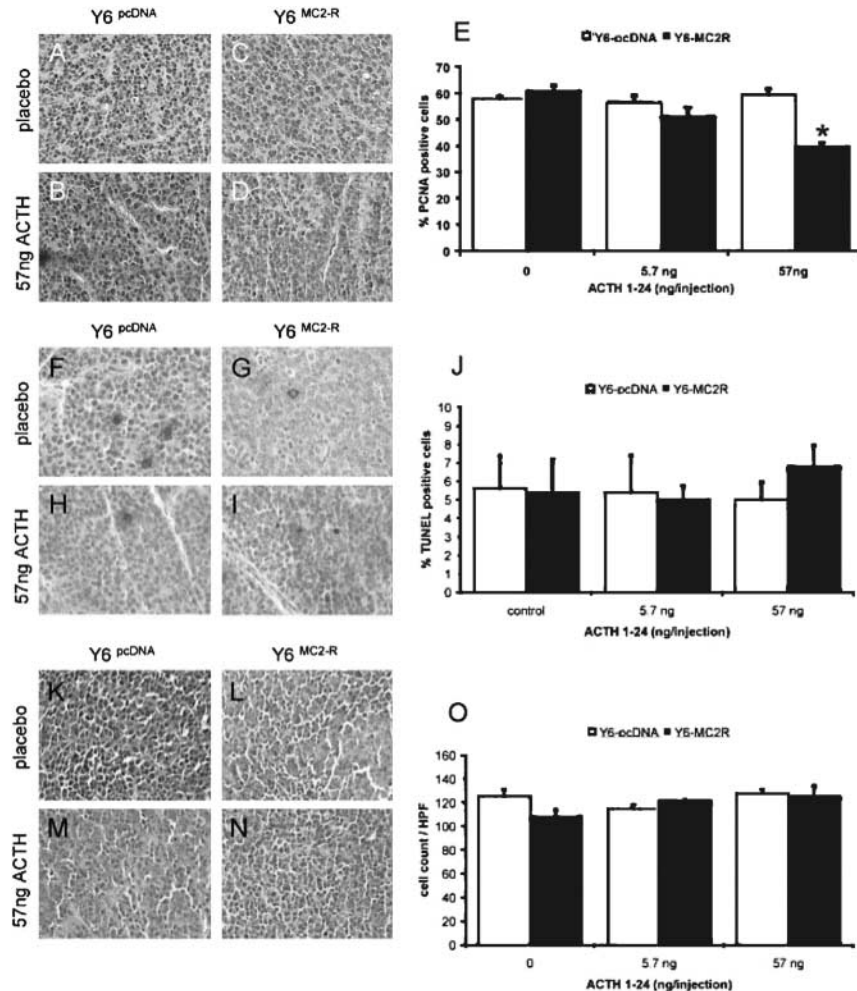 Y6 pcDNA Y6 MC2-R
placebo A C
57ng ACTH B D
E
Y6-pcDNA Y6-MC2R
% PCNA positive cells
80
70
60
50
40
30
20
10
0
*
0 5.7 ng 57ng
ACTH 1-24 (ng/injection)
Y6 pcDNA Y6 MC2-R
placebo F G
57ng ACTH H I
J
Y6-pcDNA Y6-MC2R
% TUNEL positive cells
10
9
8
7
6
5
4
3
2
1
0
control 5.7 ng 57 ng
ACTH 1-24 (ng/injection)
Y6 pcDNA Y6 MC2-R
placebo K L
57ng ACTH M N
O
Y6-pcDNA Y6-MC2R
cell count / HPF
160
140
120
100
80
60
40
20
0
0 5.7 ng 57 ng
ACTH 1-24 (ng/injection)